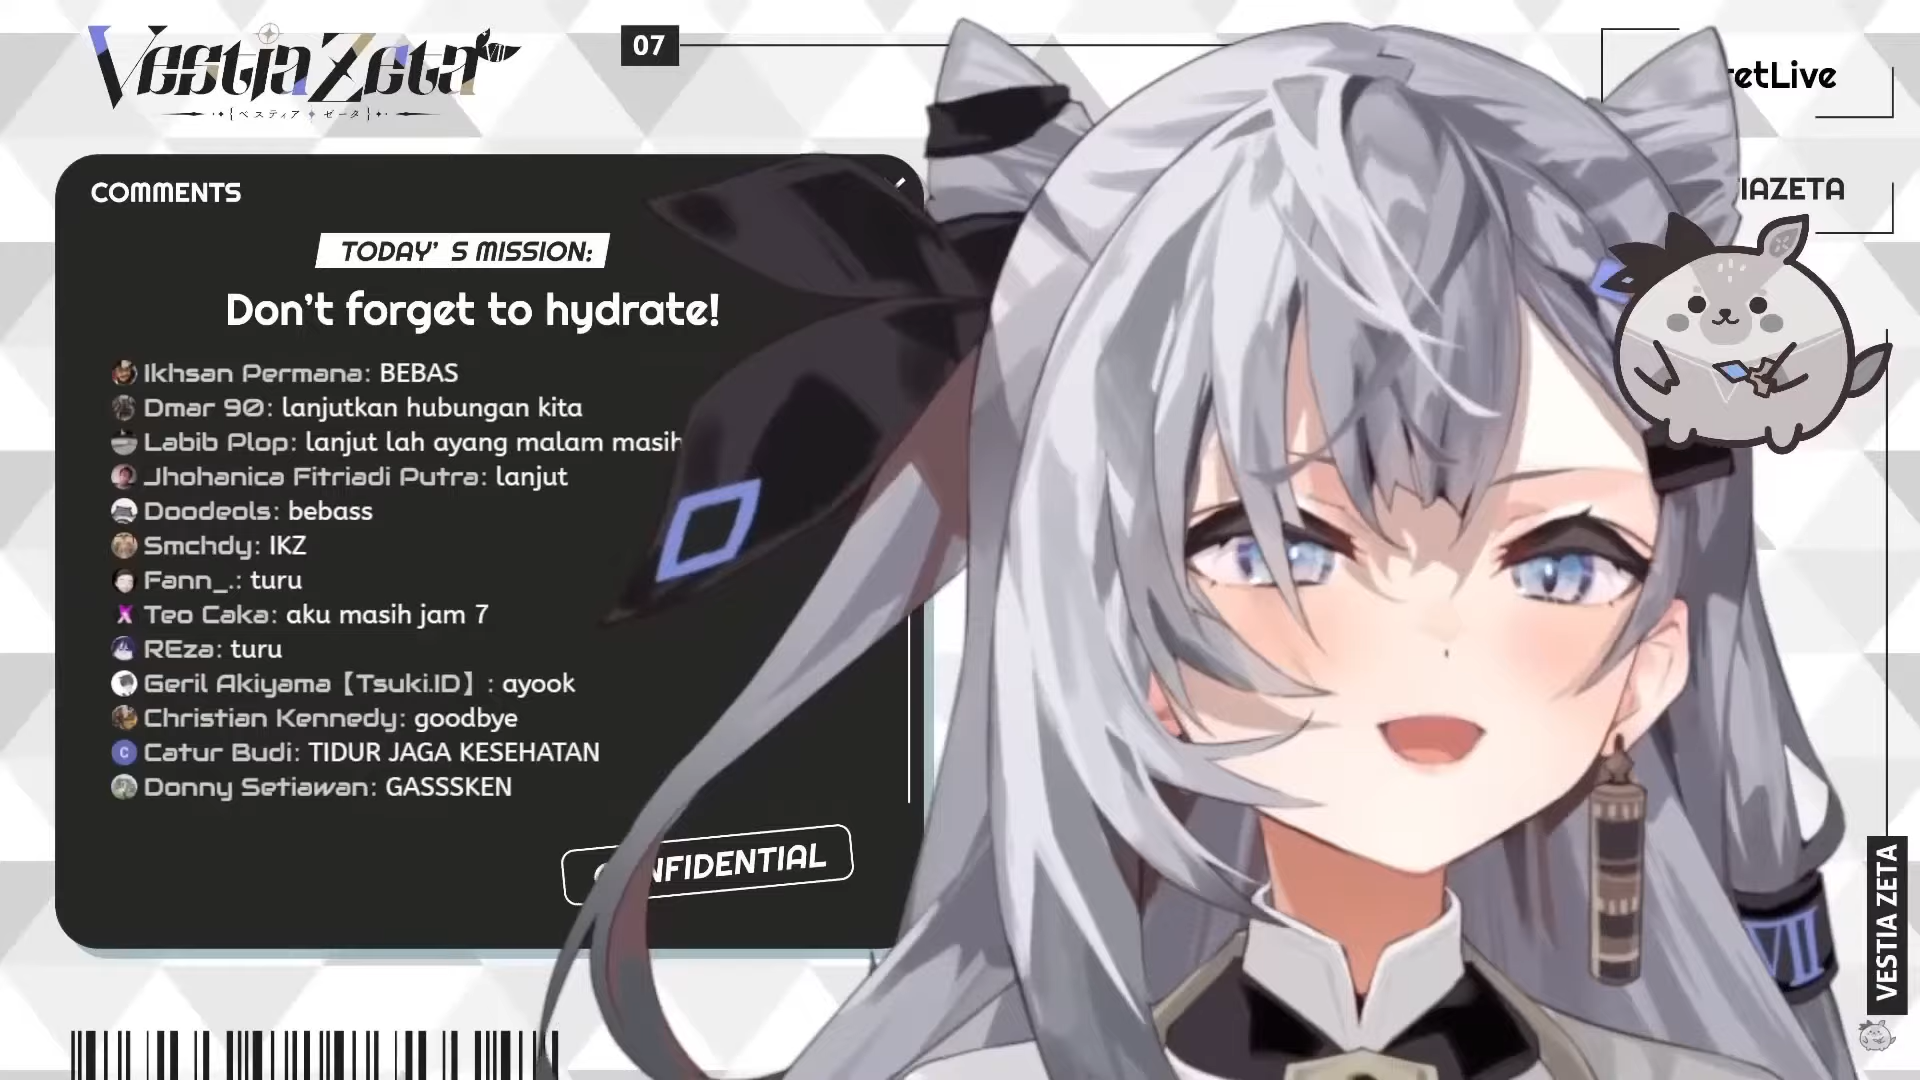 Vestia Zeta
ベスティア ゼータ
07
retLive
IAZETA
COMMENTS
TODAY' S MISSION:
Don't forget to hydrate!
Ikhsan Permana: BEBAS
Dmar 90: lanjutkan hubungan kita
Labib Plop: lanjut lah ayang malam masih
Jhohanica Fitriadi Putra: lanjut
Doodeols: bebass
Smchdy: IKZ
Fann_.: turu
Teo Caka: aku masih jam 7
REza: turu
Geril Akiyama【Tsuki.ID】: ayook
Christian Kennedy: goodbye
C Catur Budi: TIDUR JAGA KESEHATAN
Donny Setiawan: GASSSKEN
NFIDENTIAL
VII
VESTIA ZETA